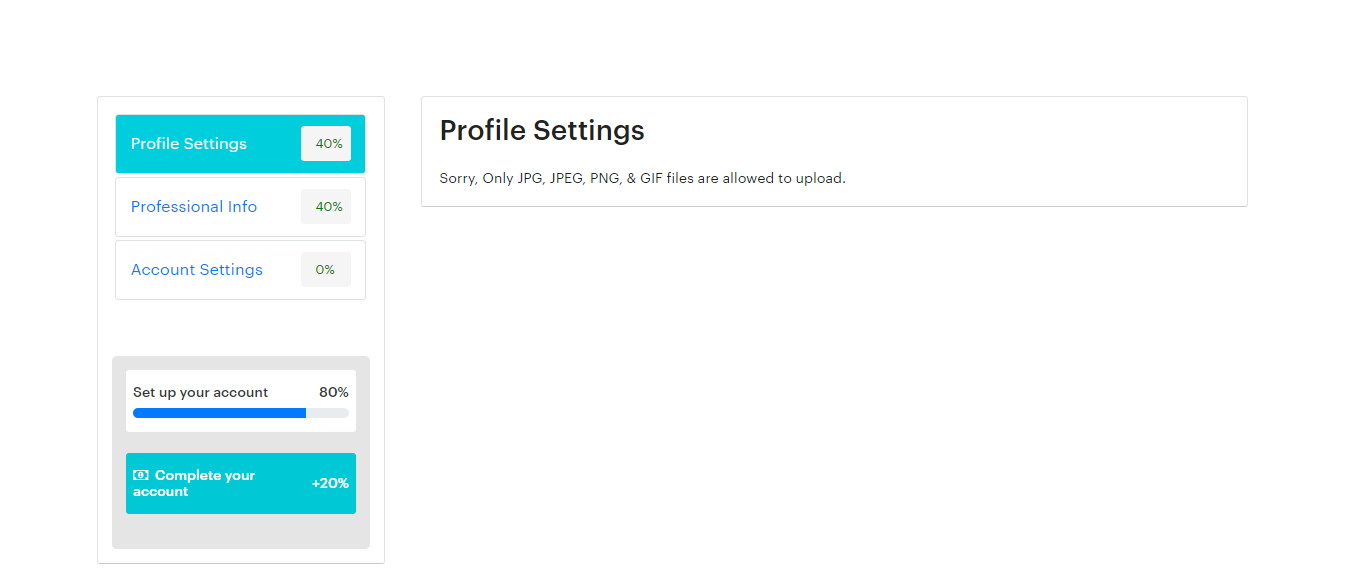 Profile Settings 40%
Professional Info 40%
Account Settings 0%
Set up your account 80%
Complete your
account +20%
Profile Settings
Sorry, Only JPG, JPEG, PNG, & GIF files are allowed to upload.